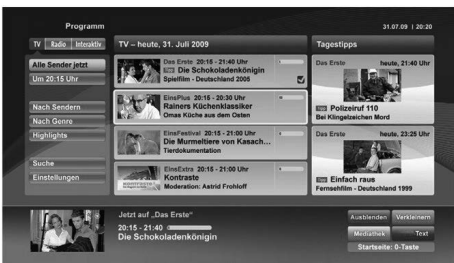 Programm
31.07.09 | 20:20
TV Radio Interaktiv
TV – heute, 31. Juli 2009
Tagestipps
Alle Sender jetzt
Um 20:15 Uhr
Nach Sendern
Nach Genre
Highlights
Suche
Einstellungen
Das Erste 20:15 - 21:40 Uhr
Die Schokoladenkönigin
Spielfilm - Deutschland 2005
EinsPlus 20:15 - 20:30 Uhr
Rainers Küchenklassiker
Omas Küche aus dem Osten
EinsFestival 20:15 - 21:00 Uhr
Die Murmeltiere von Kasach...
Tierdokumentation
EinsExtra 20:15 - 21:00 Uhr
Kontraste
Moderation: Astrid Frohloff
Das Erste heute, 21:40 Uhr
Polizeiruf 110
Bei Klingelzeichen Mord
Das Erste heute, 23:25 Uhr
Einfach raus
Fernsehfilm - Deutschland 1999
Jetzt auf „Das Erste“
20:15 - 21:40
Die Schokoladenkönigin
Ausblenden Verkleinern
Mediathek Text
Startseite: 0-Taste